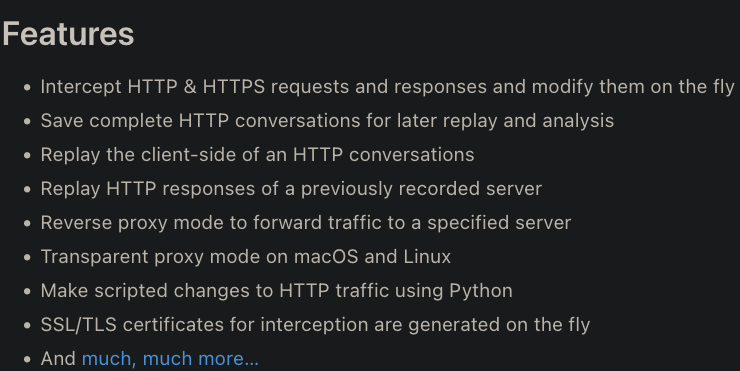 Features
• Intercept HTTP & HTTPS requests and responses and modify them on the fly
• Save complete HTTP conversations for later replay and analysis
• Replay the client-side of an HTTP conversations
• Replay HTTP responses of a previously recorded server
• Reverse proxy mode to forward traffic to a specified server
• Transparent proxy mode on macOS and Linux
• Make scripted changes to HTTP traffic using Python
• SSL/TLS certificates for interception are generated on the fly
• And much, much more...